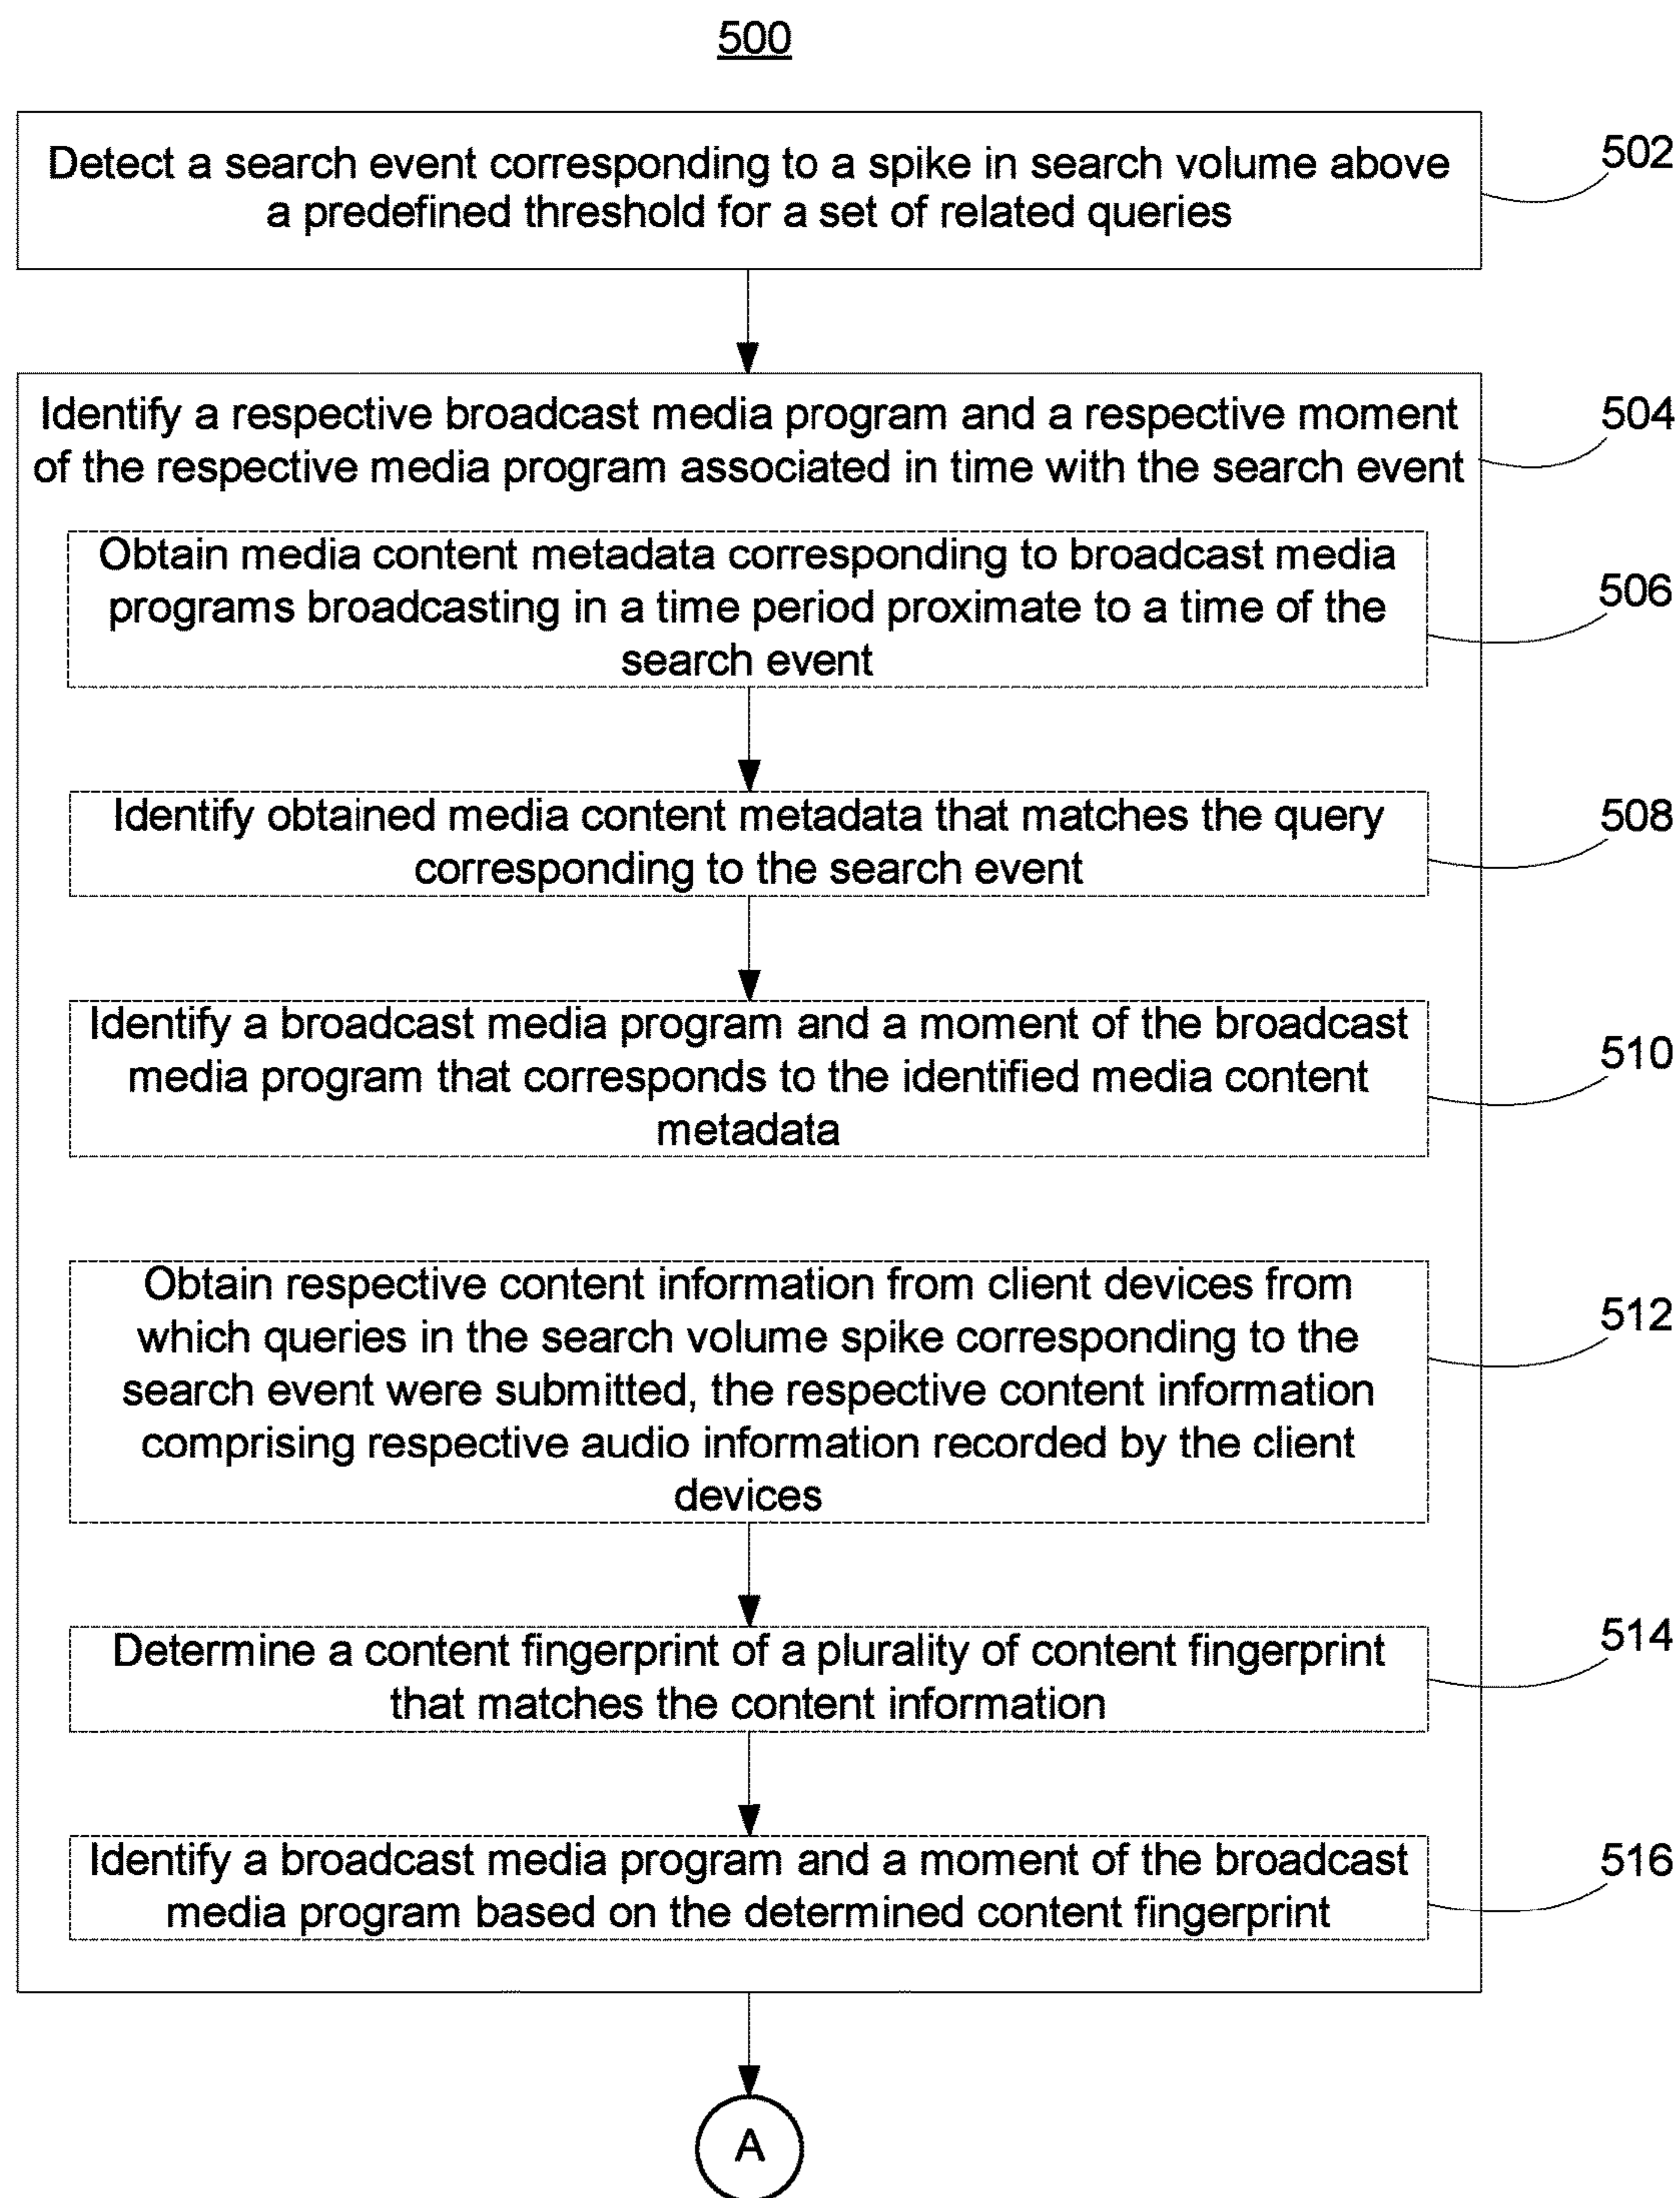 500
Detect a search event corresponding to a spike in search volume above
a predefined threshold for a set of related queries
502
Identify a respective broadcast media program and a respective moment
of the respective media program associated in time with the search event
504
Obtain media content metadata corresponding to broadcast media
programs broadcasting in a time period proximate to a time of the
search event
506
Identify obtained media content metadata that matches the query
corresponding to the search event
508
Identify a broadcast media program and a moment of the broadcast
media program that corresponds to the identified media content
metadata
510
Obtain respective content information from client devices from
which queries in the search volume spike corresponding to the
search event were submitted, the respective content information
comprising respective audio information recorded by the client
devices
512
Determine a content fingerprint of a plurality of content fingerprint
that matches the content information
514
Identify a broadcast media program and a moment of the broadcast
media program based on the determined content fingerprint
516
A